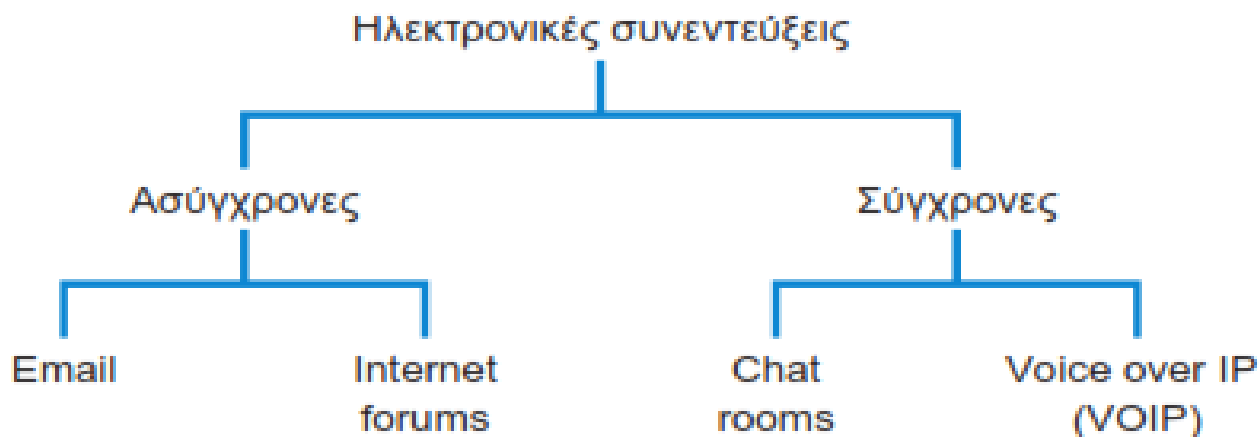 Ηλεκτρονικές συνεντεύξεις
Ασύγχρονες
Σύγχρονες
Email
Internet
forums
Chat
rooms
Voice over IP
(VOIP)